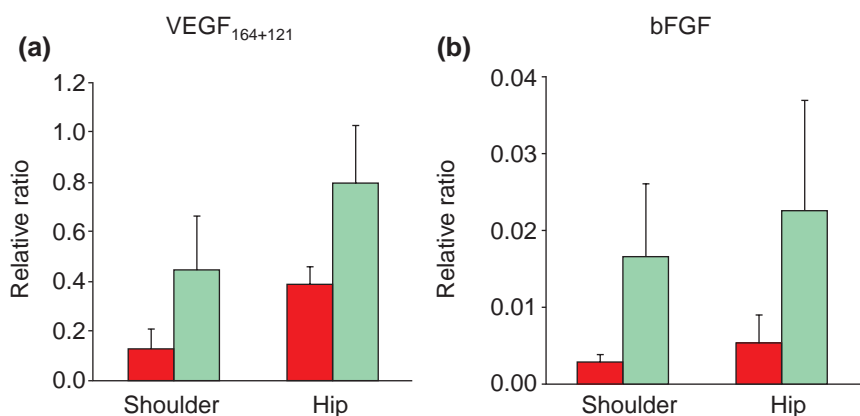 VEGF164+121
(a)
Relative ratio
1.2
1.0
0.8
0.6
0.4
0.2
0.0
Shoulder Hip
bFGF
(b)
Relative ratio
0.04
0.03
0.02
0.01
0.00
Shoulder Hip